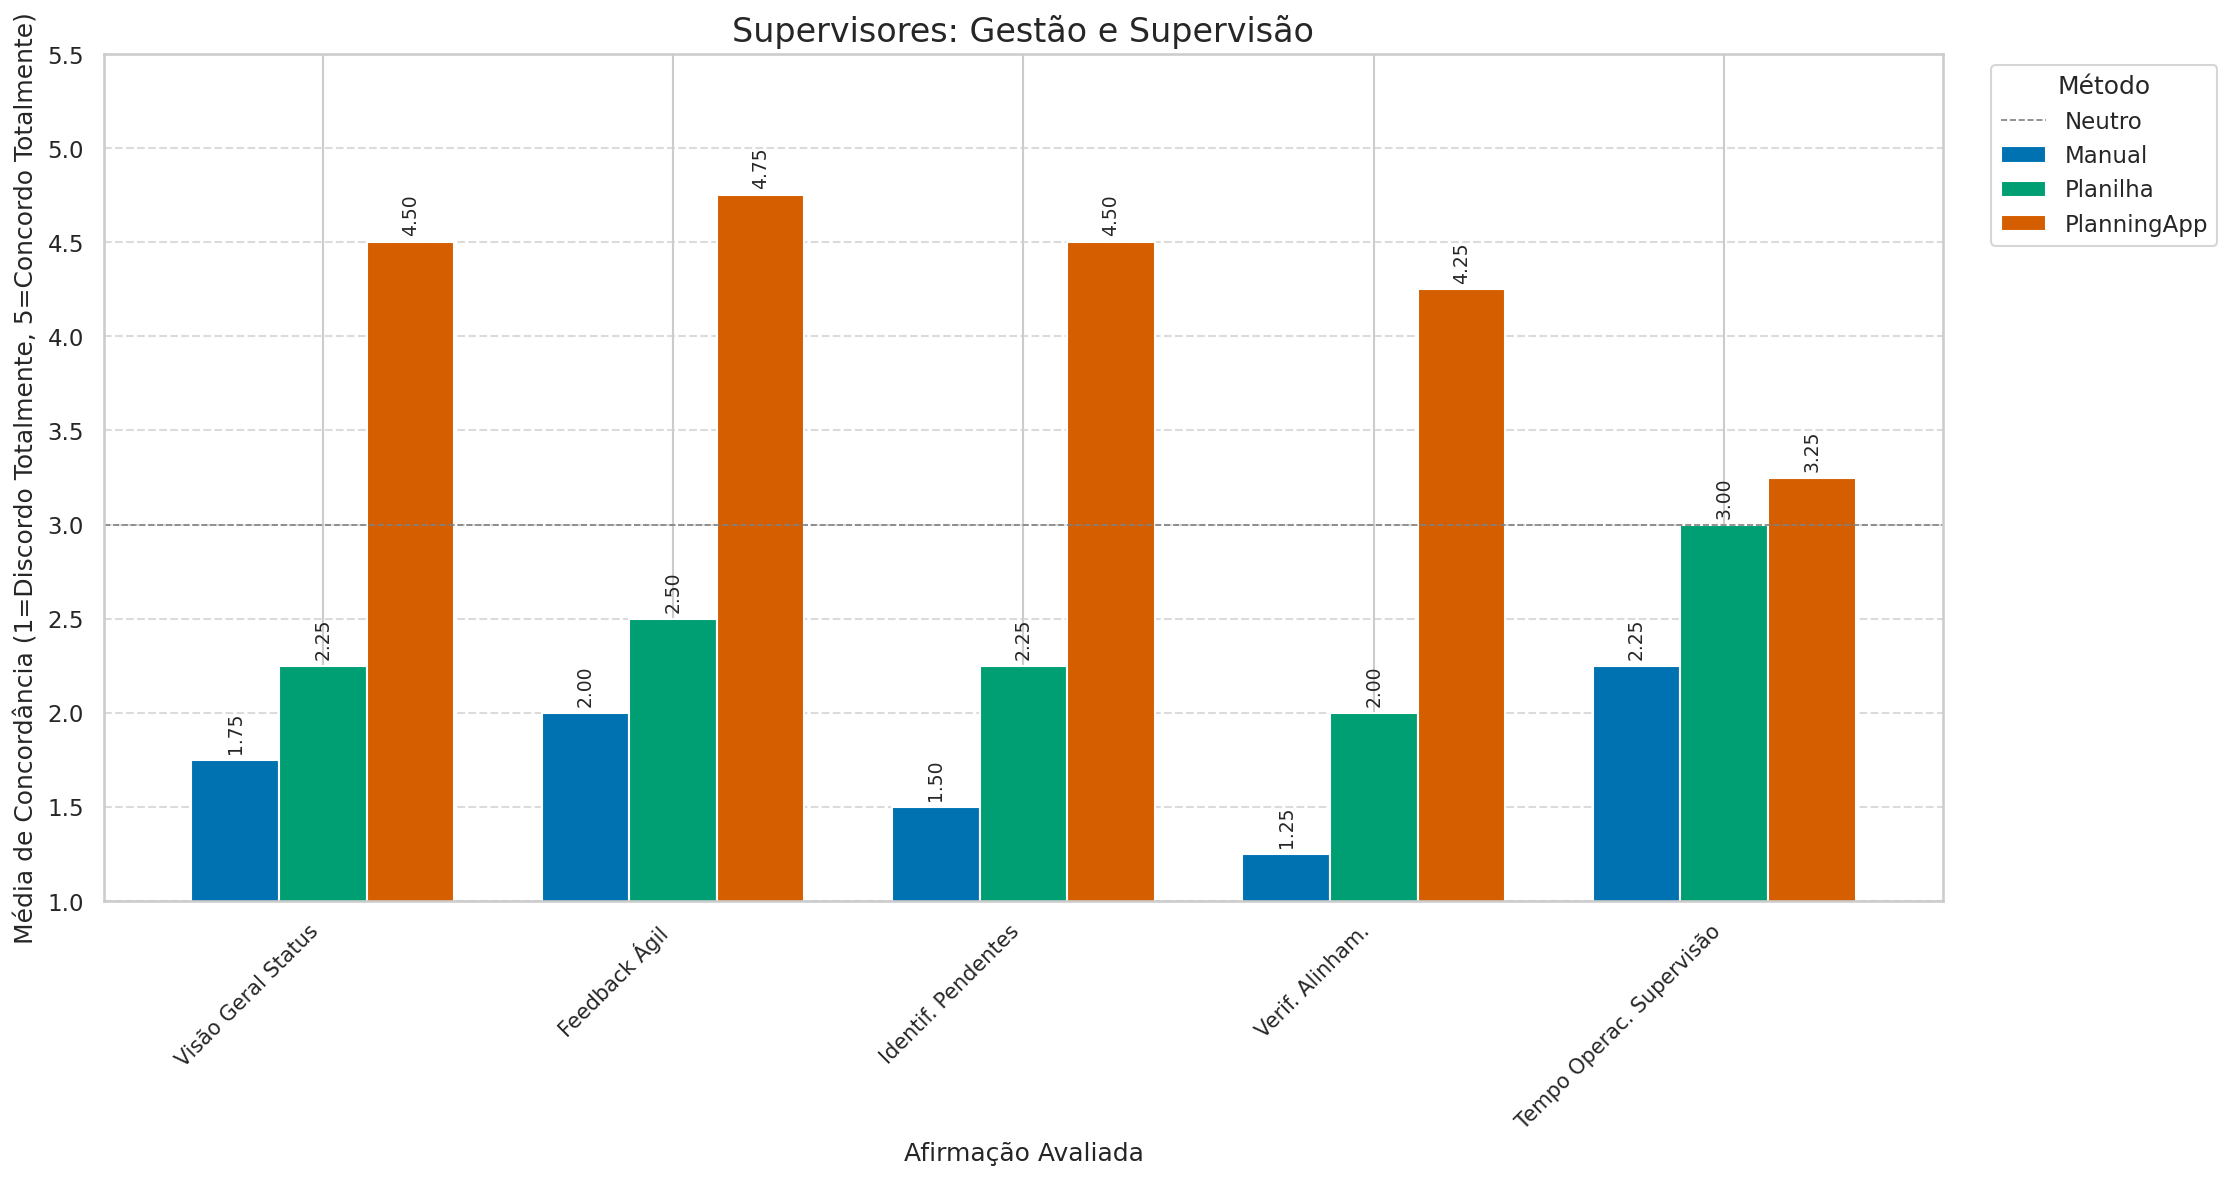 Supervisores: Gestão e Supervisão
Média de Concordância (1=Discordo Totalmente, 5=Concordo Totalmente)
5.5
5.0
4.5
4.0
3.5
3.0
2.5
2.0
1.5
1.0
1.75
2.25
4.50
2.00
2.50
4.75
1.50
2.25
4.50
1.25
2.00
4.25
2.25
3.00
3.25
Visão Geral Status
Feedback Ágil
Identif. Pendentes
Verif. Alinham.
Tempo Operac. Supervisão
Afirmação Avaliada
Método
Neutro
Manual
Planilha
PlanningApp